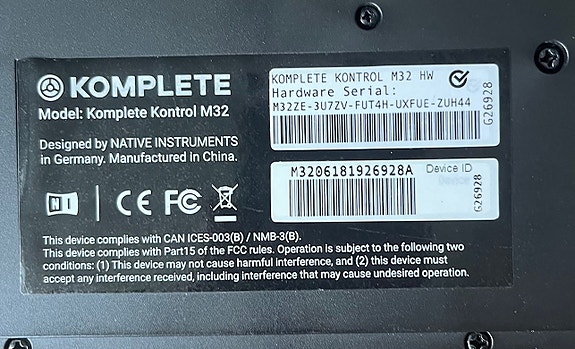 KOMPLETE
Model: Komplete Kontrol M32
Designed by NATIVE INSTRUMENTS
in Germany. Manufactured in China.
NI
CE FC
This device complies with CAN ICES-003(B) / NMB-3(B).
This device complies with Part15 of the FCC rules. Operation is subject to the following two
conditions: (1) This device may not cause harmful interference, and (2) this device must
accept any interference received, including interference that may cause undesired operation.
KOMPLETE KONTROL M32 HW
Hardware Serial:
M32ZE-3U7ZV-FUT4H-UXFUE-ZUH44
G26928
M3206181926928A
Device ID
G26928